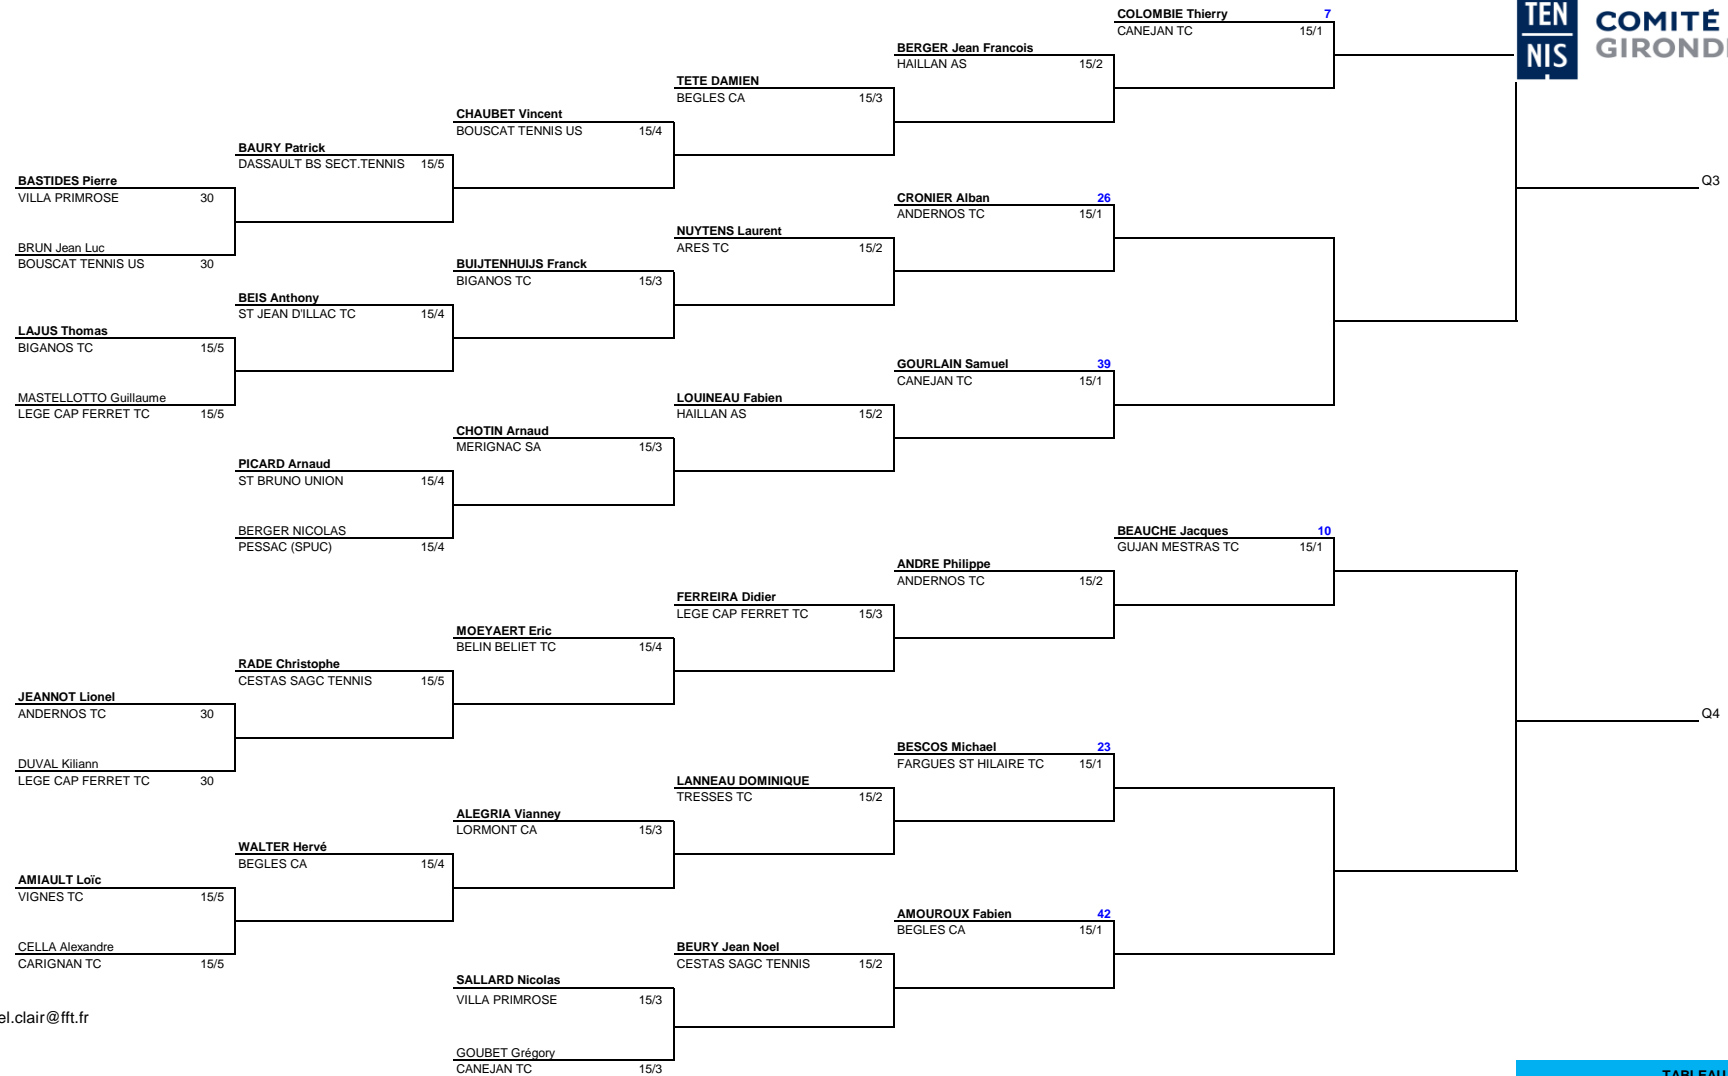 COLOMBIE Thierry 7
CANEJAN TC 15/1
TEN
NIS
COMITÉ
BERGER Jean Francois
HAILLAN AS 15/2
TETE DAMIEN
BEGLES CA 15/3
CHAUBET Vincent
BOUSCAT TENNIS US 15/4
BAURY Patrick
DASSAULT BS SECT.TENNIS 15/5
BASTIDES Pierre
VILLA PRIMROSE 30
Q3
CRONIER Alban 26
ANDERNOS TC 15/1
NUYTENS Laurent
ARES TC 15/2
BRUN Jean Luc
BOUSCAT TENNIS US 30
BUIJTENHUIJS Franck
BIGANOS TC 15/3
BEIS Anthony
ST JEAN D'ILLAC TC 15/4
LAJUS Thomas
BIGANOS TC 15/5
GOURLAIN Samuel 39
CANEJAN TC 15/1
MASTELLOTTO Guillaume
LEGE CAP FERRET TC 15/5
LOUINEAU Fabien
HAILLAN AS 15/2
CHOTIN Arnaud
MERIGNAC SA 15/3
PICARD Arnaud
ST BRUNO UNION 15/4
BERGER NICOLAS
PESSAC (SPUC) 15/4
BEAUCHE Jacques 10
GUJAN MESTRAS TC 15/1
ANDRE Philippe
ANDERNOS TC 15/2
FERREIRA Didier
LEGE CAP FERRET TC 15/3
MOEYAERT Eric
BELIN BELIET TC 15/4
RADE Christophe
CESTAS SAGC TENNIS 15/5
JEANNOT Lionel
ANDERNOS TC 30
Q4
BESCOS Michael 23
FARGUES ST HILAIRE TC 15/1
DUVAL Kiliann
LEGE CAP FERRET TC 30
LANNEAU DOMINIQUE
TRESSES TC 15/2
ALEGRIA Vianney
LORMONT CA 15/3
WALTER Hervé
BEGLES CA 15/4
AMIAULT Loïc
VIGNES TC 15/5
AMOUROUX Fabien 42
BEGLES CA 15/1
CELLA Alexandre
CARIGNAN TC 15/5
BEURY Jean Noel
CESTAS SAGC TENNIS 15/2
SALLARD Nicolas
VILLA PRIMROSE 15/3
el.clair@fft.fr
GOUBET Grégory
CANEJAN TC 15/3